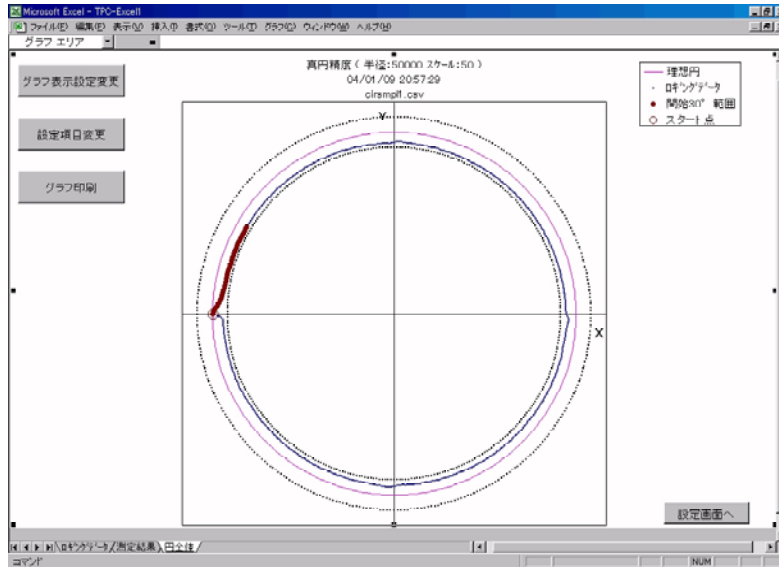 Microsoft Excel - TPC-Excel1
ファイル(F) 編集(E) 表示(V) 挿入(I) 書式(O) ツール(T) グラフ(C) ウィンドウ(W) ヘルプ(H)
グラフ エリア
真円精度 ( 半径:50000 スケール:50 )
04/01/09 20:57:29
clrsmpl1.csv
グラフ表示設定変更
設定項目変更
グラフ印刷
理想円
ロギングデータ
開始30° 範囲
スタート点
Y
X
設定画面へ
ロギングデータ 測定結果 円全体
コマンド
NUM